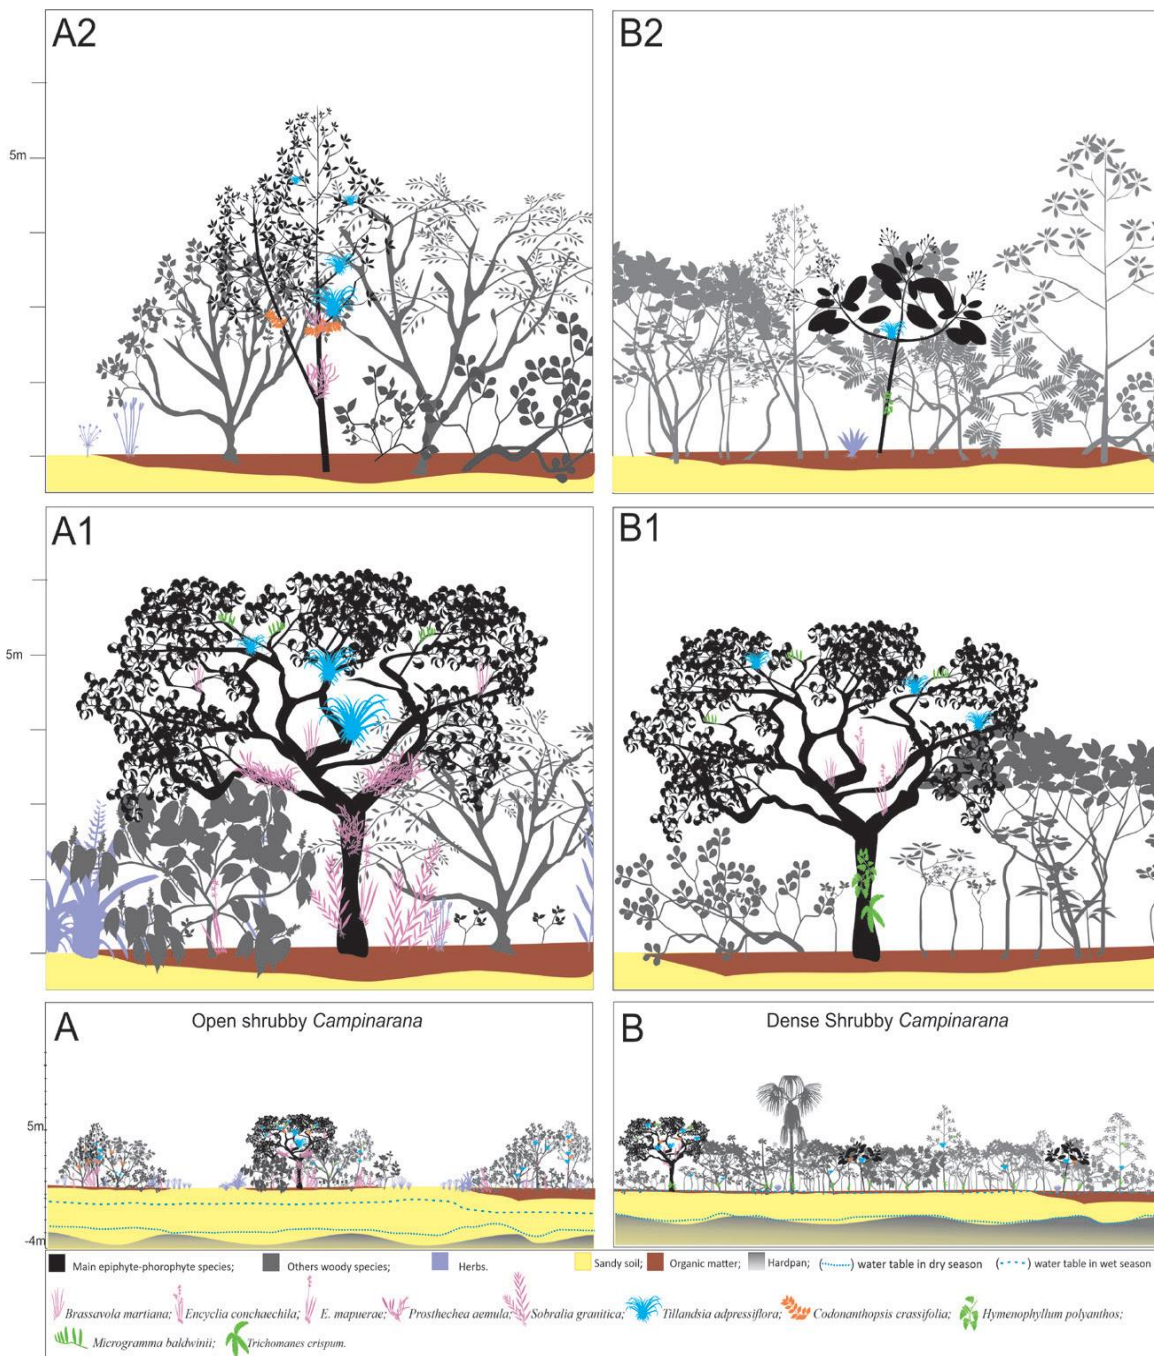 A2
B2
5m
A1
B1
5m
A
Open shrubby Campinarana
B
Dense Shrubby Campinarana
5m
-4m
Main epiphyte-phorophyte species;
Others woody species;
Herbs.
Sandy soil;
Organic matter;
Hardpan;
( ) water table in dry season
( ) water table in wet season
Brassavola martiana;
Encyclia conchaechila;
E. mapuerae;
Prosthechea aemula;
Sobralia granitica;
Tillandsia adpressiflora;
Codonanthopsis crassifolia;
Hymenophyllum polyanthos;
Microgramma baldwinii;
Trichomanes crispum.